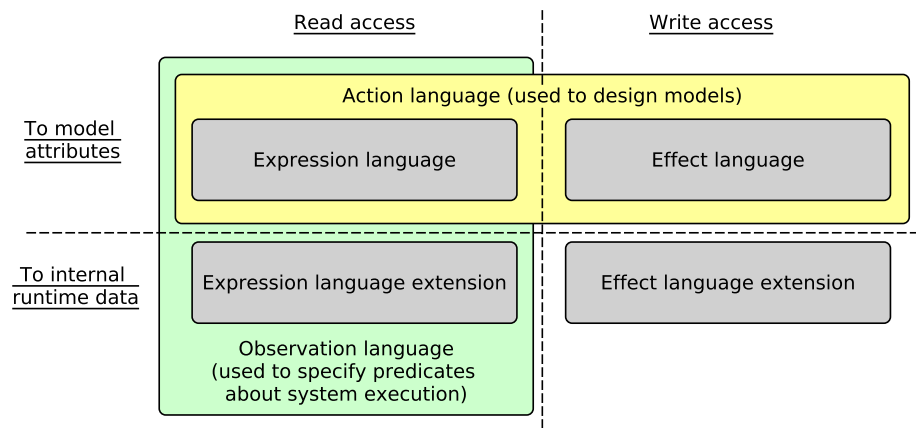 Read access
Write access
Action language (used to design models)
To model
attributes
Expression language
Effect language
To internal
runtime data
Expression language extension
Effect language extension
Observation language
(used to specify predicates
about system execution)